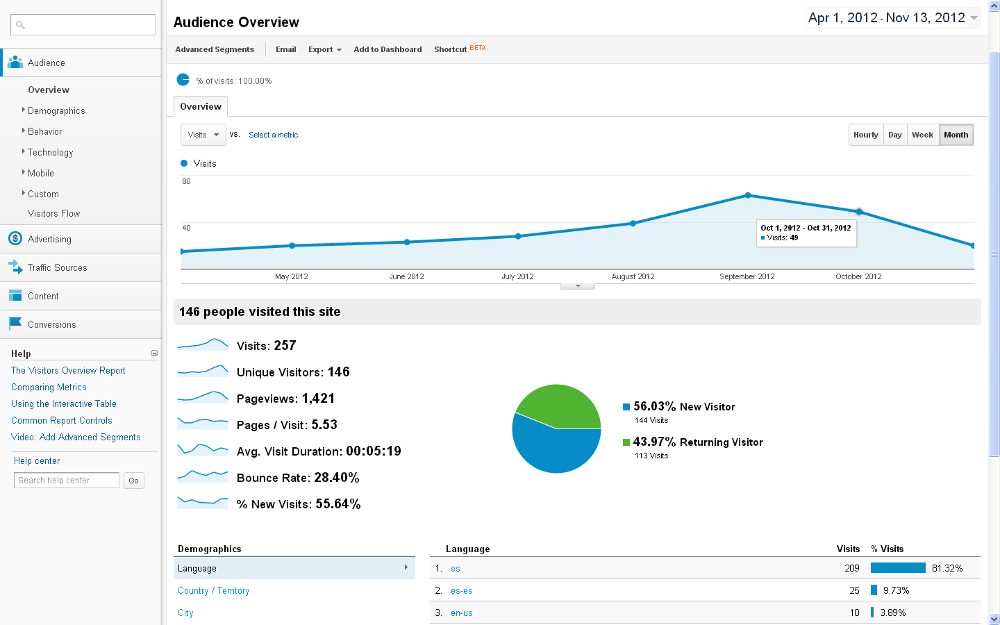 Audience Overview
Apr 1, 2012 - Nov 13, 2012
Advanced Segments Email Export Add to Dashboard Shortcut BETA
Audience
Overview
Demographics
Behavior
Technology
Mobile
Custom
Visitors Flow
Advertising
Traffic Sources
Content
Conversions
Help
The Visitors Overview Report
Comparing Metrics
Using the Interactive Table
Common Report Controls
Video: Add Advanced Segments
Help center
Search help center Go
% of visits: 100.00%
Overview
Visits vs. Select a metric
Hourly Day Week Month
Visits
80
40
Oct 1, 2012 - Oct 31, 2012
Visits: 49
May 2012 June 2012 July 2012 August 2012 September 2012 October 2012
146 people visited this site
Visits: 257
Unique Visitors: 146
Pageviews: 1,421
Pages / Visit: 5.53
Avg. Visit Duration: 00:05:19
Bounce Rate: 28.40%
% New Visits: 55.64%
56.03% New Visitor
144 Visits
43.97% Returning Visitor
113 Visits
Demographics
Language
Country / Territory
City
Language Visits % Visits
1. es 209 81.32%
2. es-es 25 9.73%
3. en-us 10 3.89%